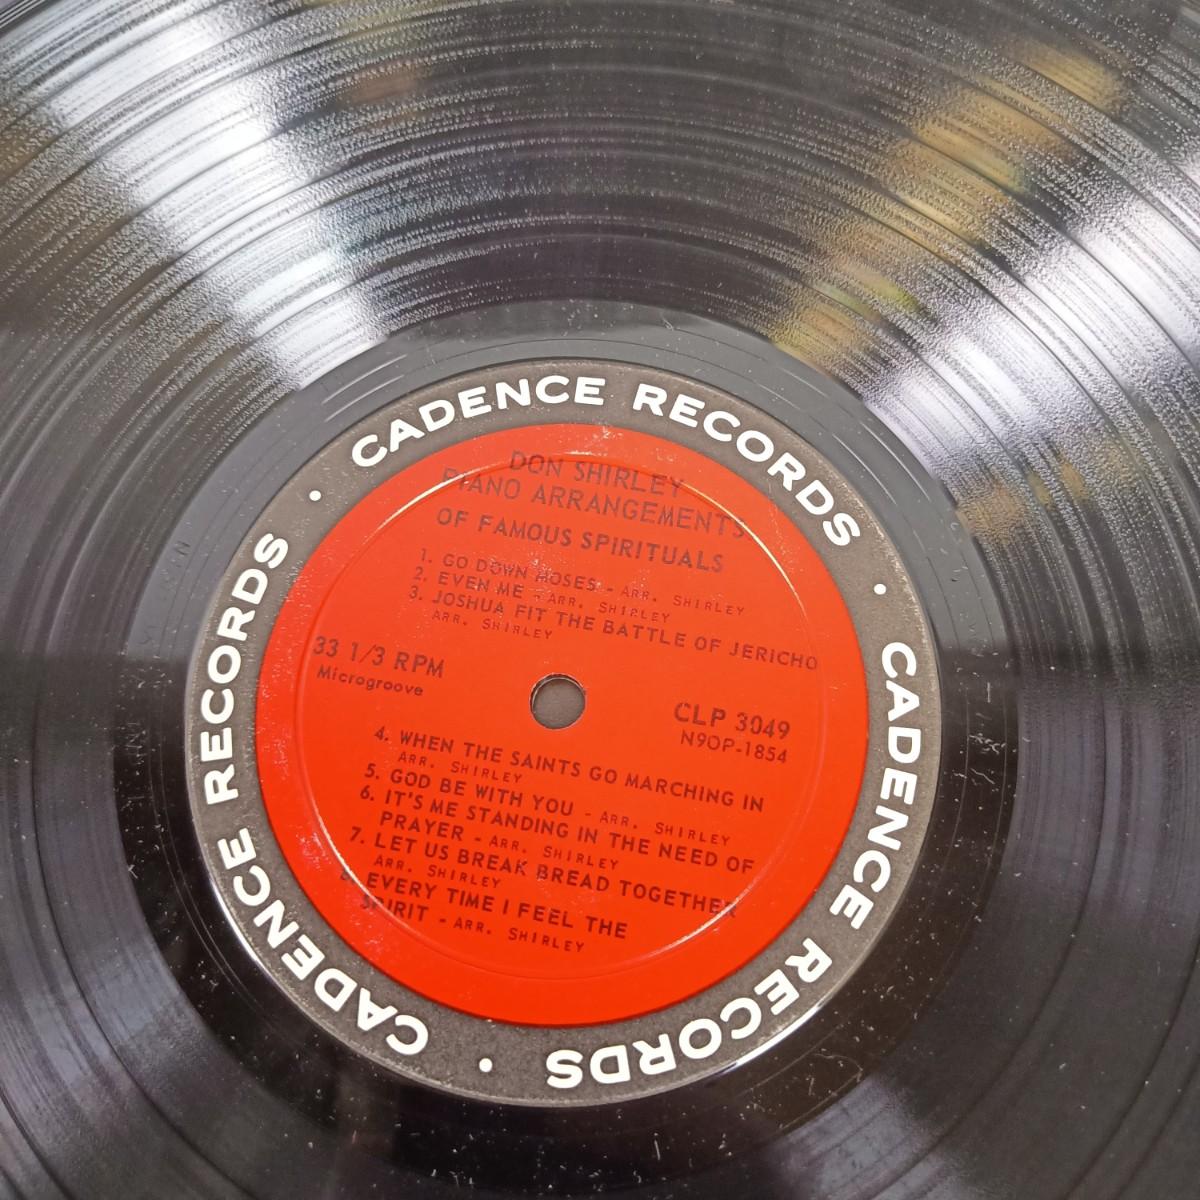 CADENCE RECORDS
CADENCE RECORDS
CADENCE RECORDS
DON SHIRLEY
PIANO ARRANGEMENTS
OF FAMOUS SPIRITUALS
1. GO DOWN MOSES - ARR. SHIRLEY
2. EVEN ME - ARR. SHIRLEY
3. JOSHUA FIT THE BATTLE OF JERICHO
ARR. SHIRLEY
33 1/3 RPM
Microgroove
CLP 3049
N9OP-1854
4. WHEN THE SAINTS GO MARCHING IN
ARR. SHIRLEY
5. GOD BE WITH YOU - ARR. SHIRLEY
6. IT'S ME STANDING IN THE NEED OF
PRAYER - ARR. SHIRLEY
7. LET US BREAK BREAD TOGETHER
ARR. SHIRLEY
8. EVERY TIME I FEEL THE
SPIRIT - ARR. SHIRLEY